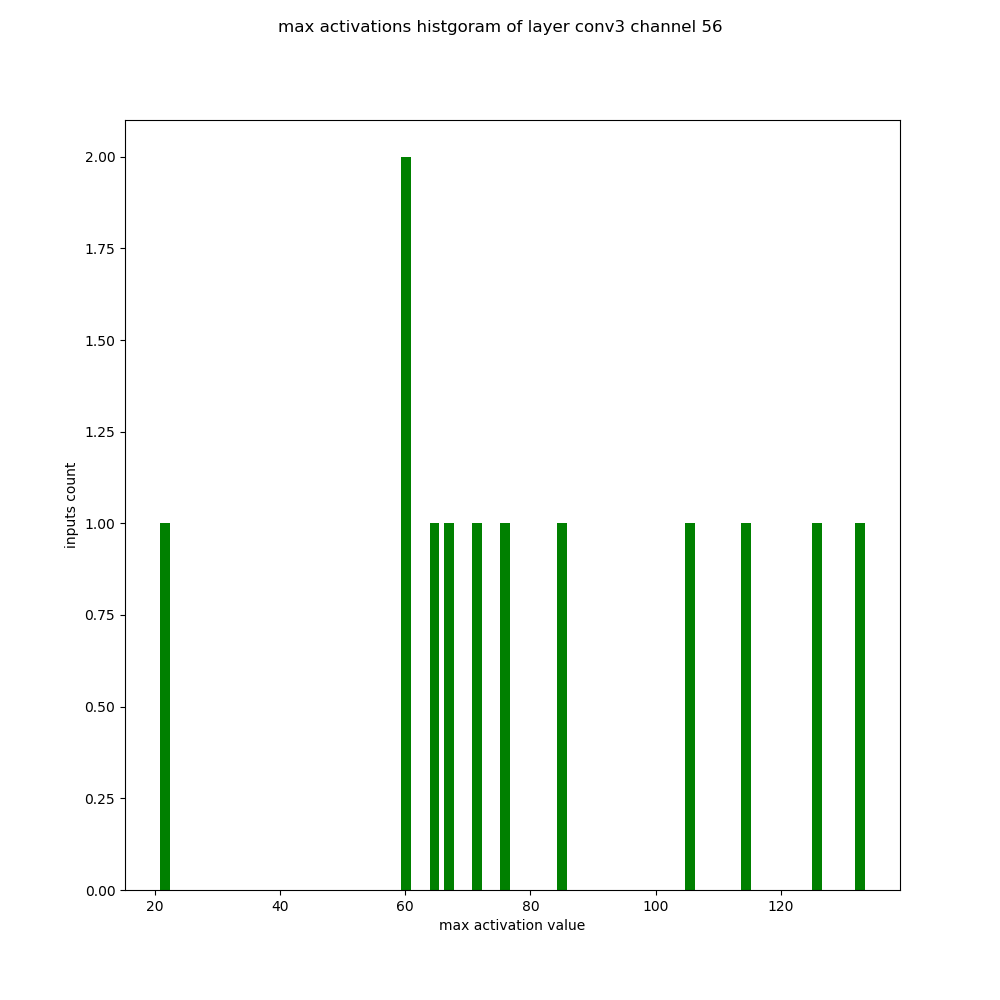 max activations histgoram of layer conv3 channel 56
2.00
1.75
1.50
1.25
1.00
0.75
0.50
0.25
0.00
inputs count
20 40 60 80 100 120
max activation value